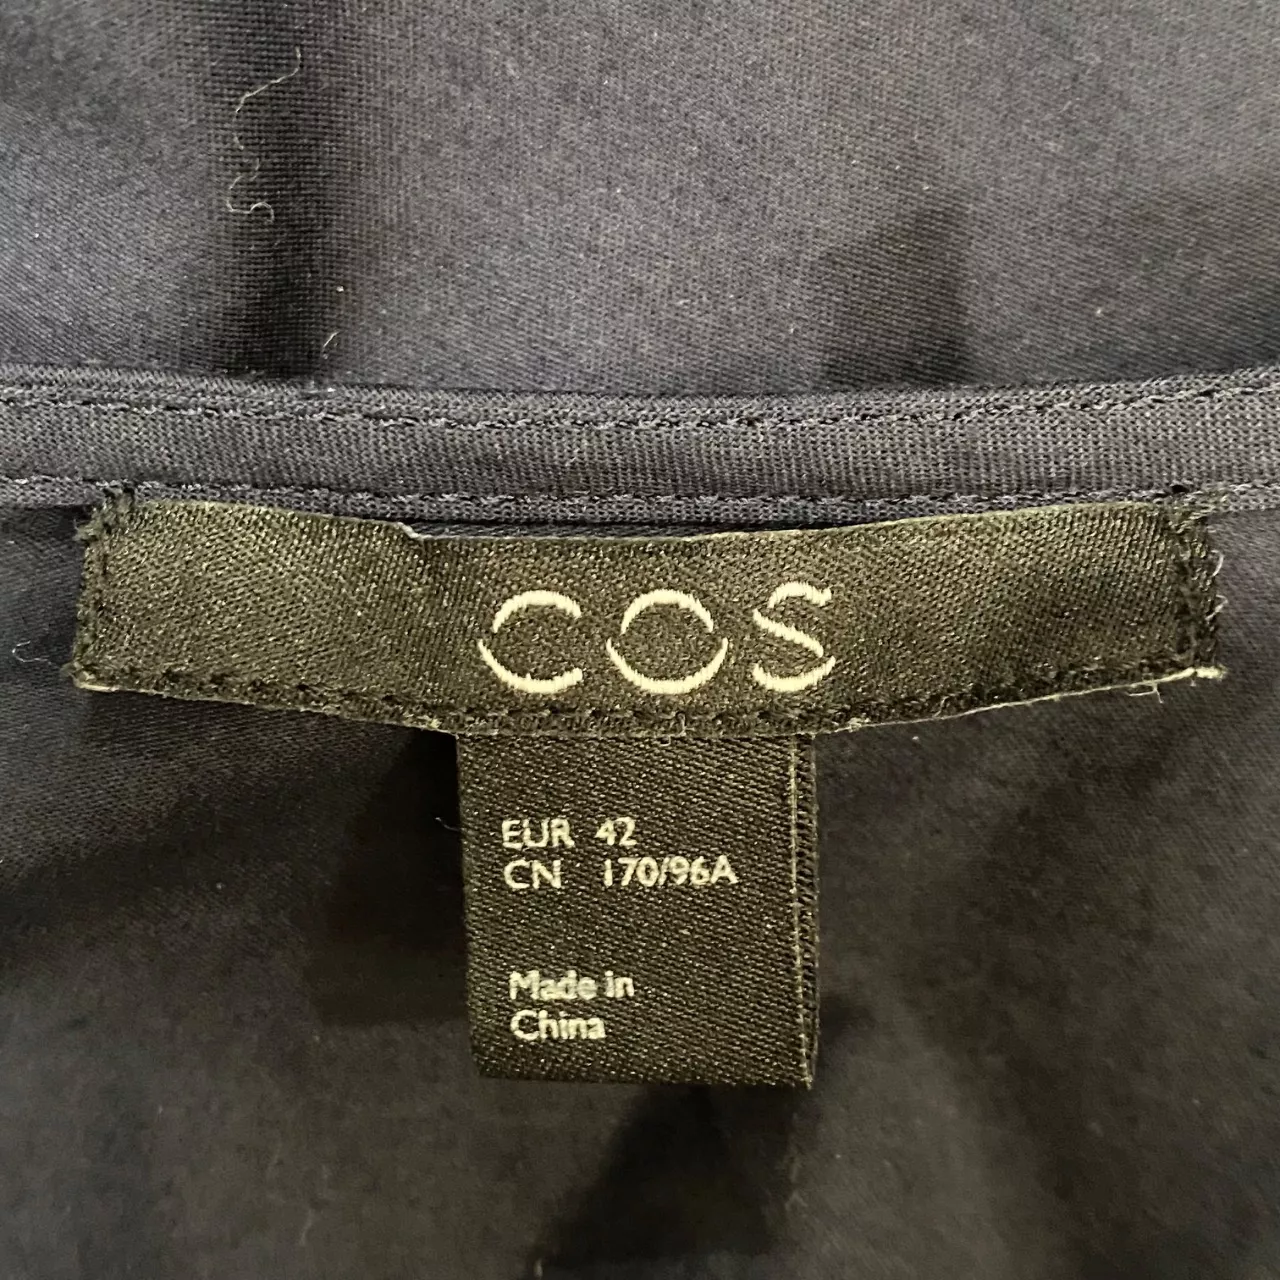 COS
EUR 42
CN 170/96A
Made in
China